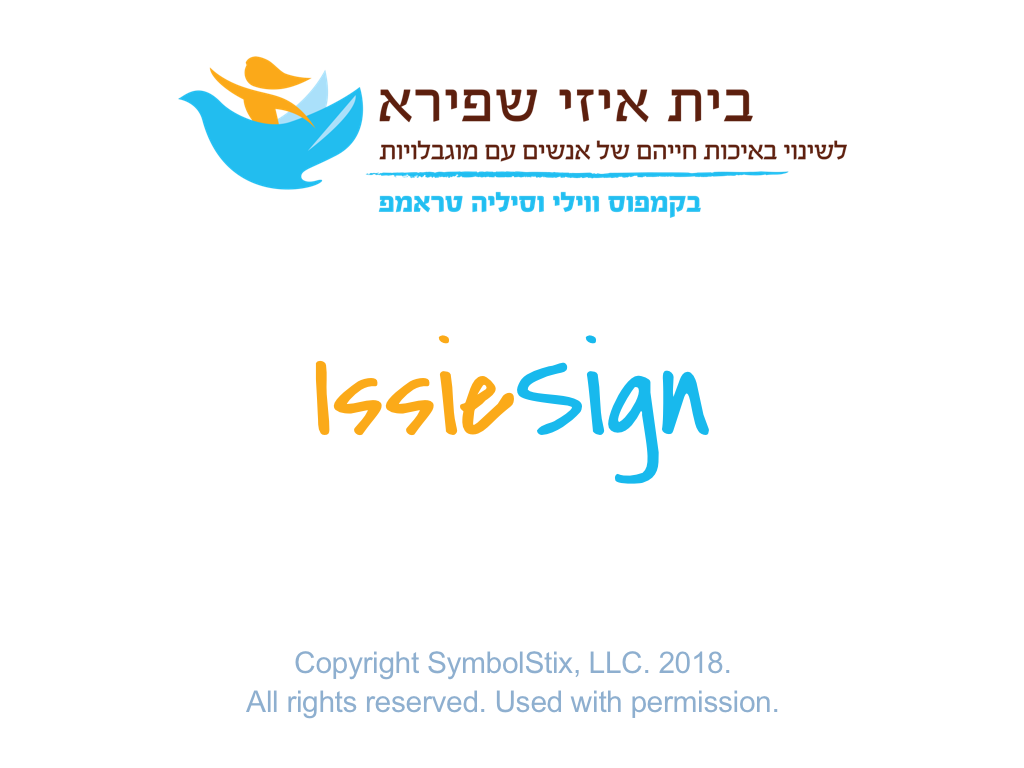 בית איזי שפירא
לשינוי באיכות חייהם של אנשים עם מוגבלויות
בקמפוס ווילי וסיליה טראמפ
IssieSign
Copyright SymbolStix, LLC. 2018.
All rights reserved. Used with permission.